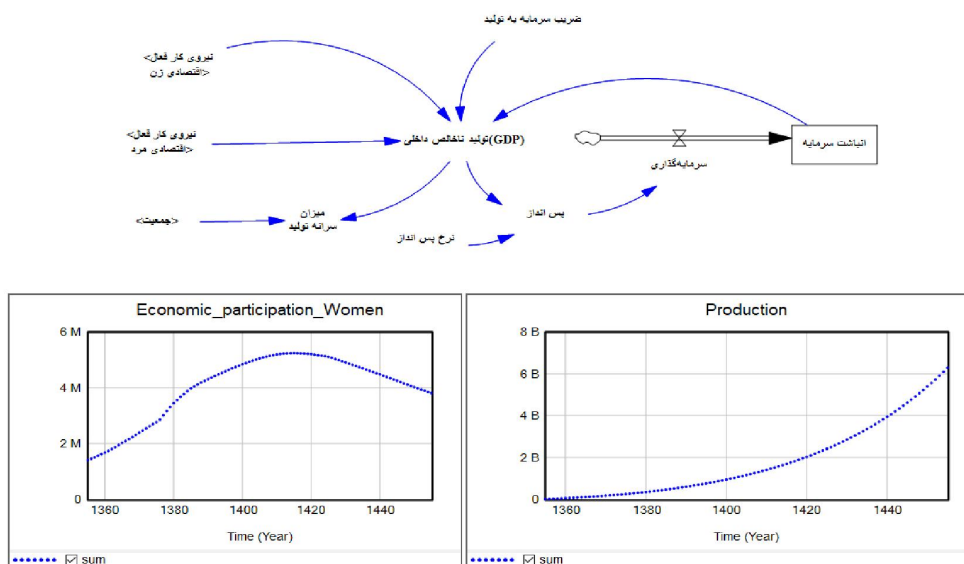 ضریب سرمایه به تولید
<نیروی کار فعال
اقتصادی زن>
<نیروی کار فعال
اقتصادی مرد>
تولید ناخالص داخلی(GDP)
انباشت سرمایه
سرمایه‌گذاری
<جمعیت>
میزان
سرانه تولید
پس انداز
نرخ پس انداز
Economic_participation_Women
6 M
4 M
2 M
0
1360 1380 1400 1420 1440
Time (Year)
sum
Production
8 B
6 B
4 B
2 B
0
1360 1380 1400 1420 1440
Time (Year)
sum